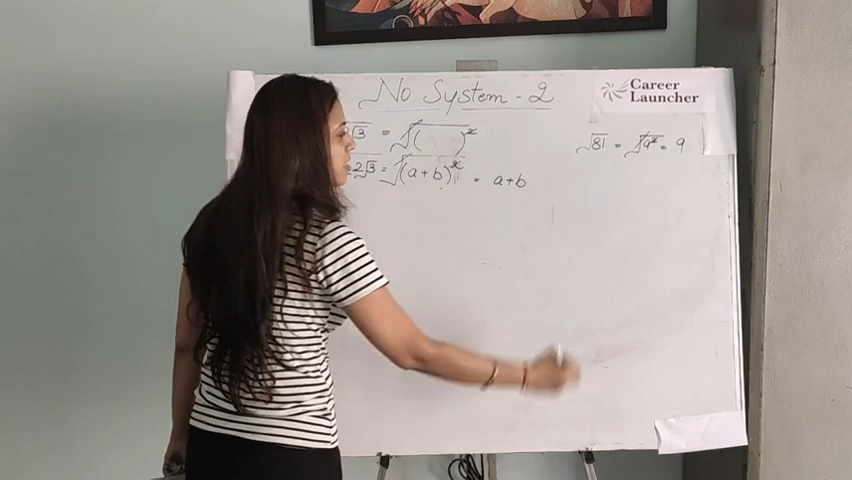 No System - 2
Career
Launcher
√3 = √( )²
2√3 = √(a+b)² = a+b
√81 = √9² = 9